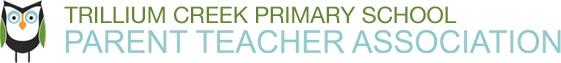 TRILLIUM CREEK PRIMARY SCHOOL
PARENT TEACHER ASSOCIATION